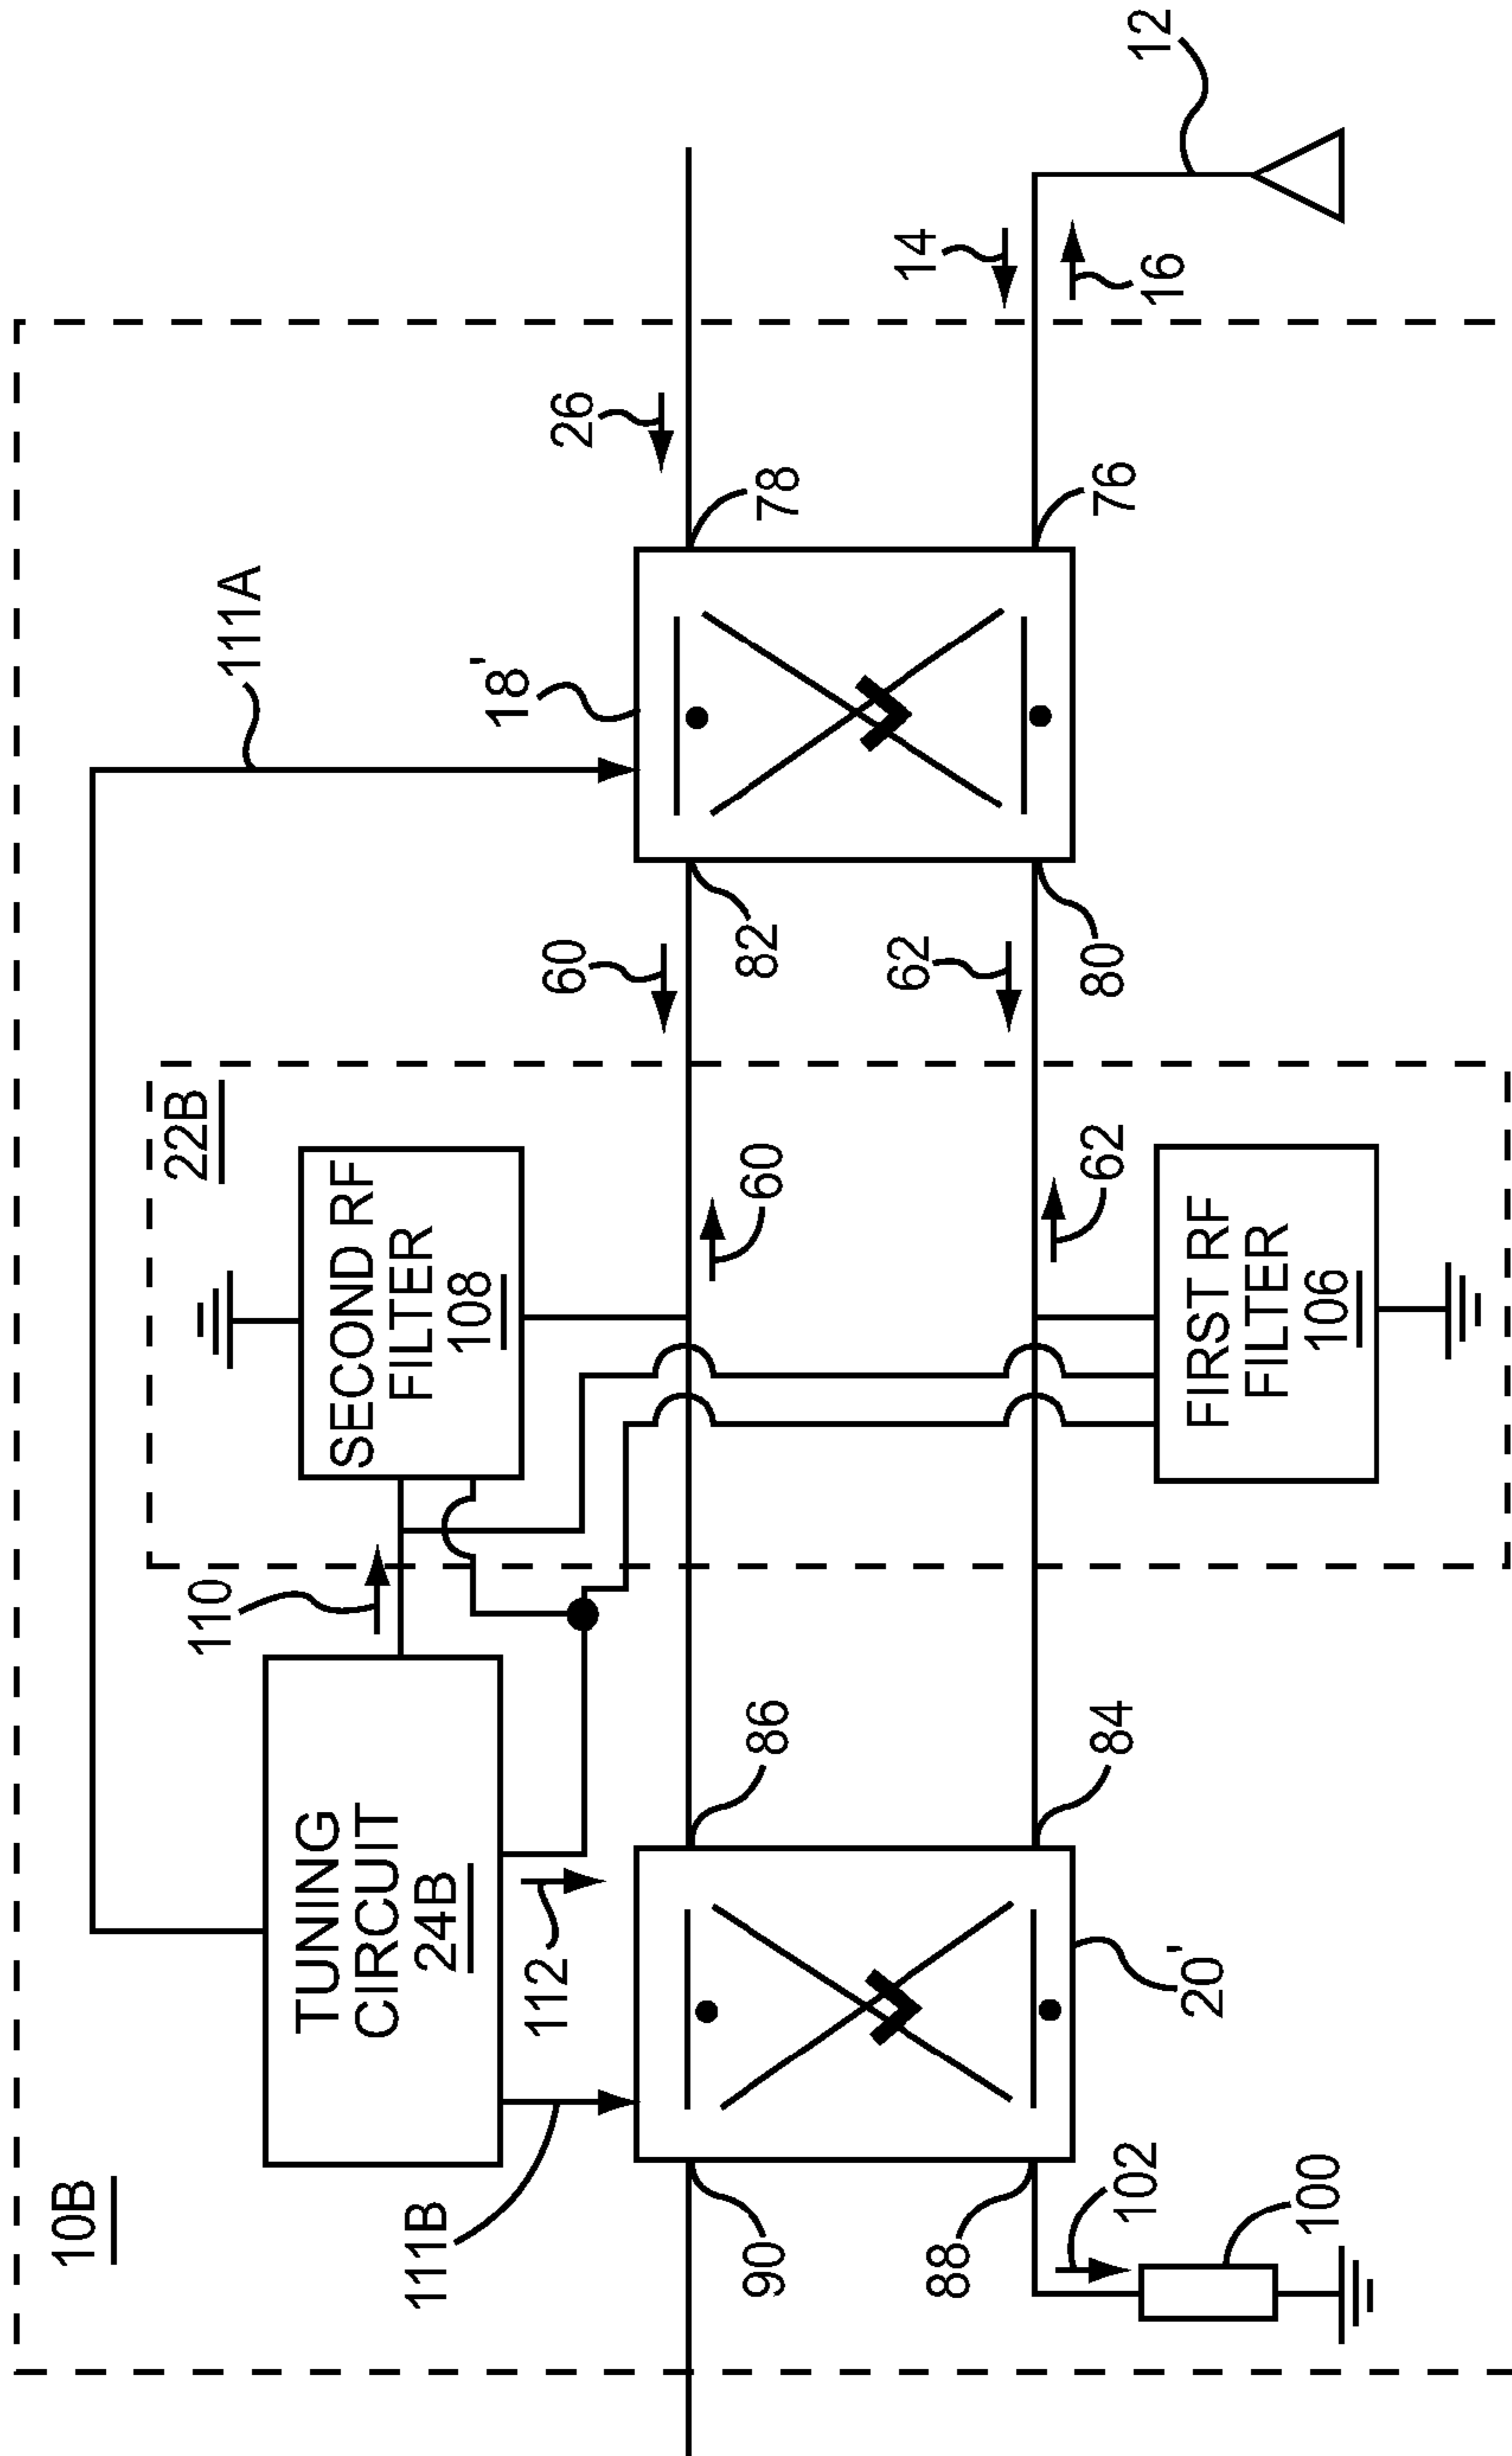 10B
22B
110
111A
TUNING
CIRCUIT
24B
SECOND RF
FILTER
108
111B
18'
112
60
26
90
86
60
82
78
88
62
14
84
62
80
76
102
16
12
20'
FIRST RF
FILTER
106
100